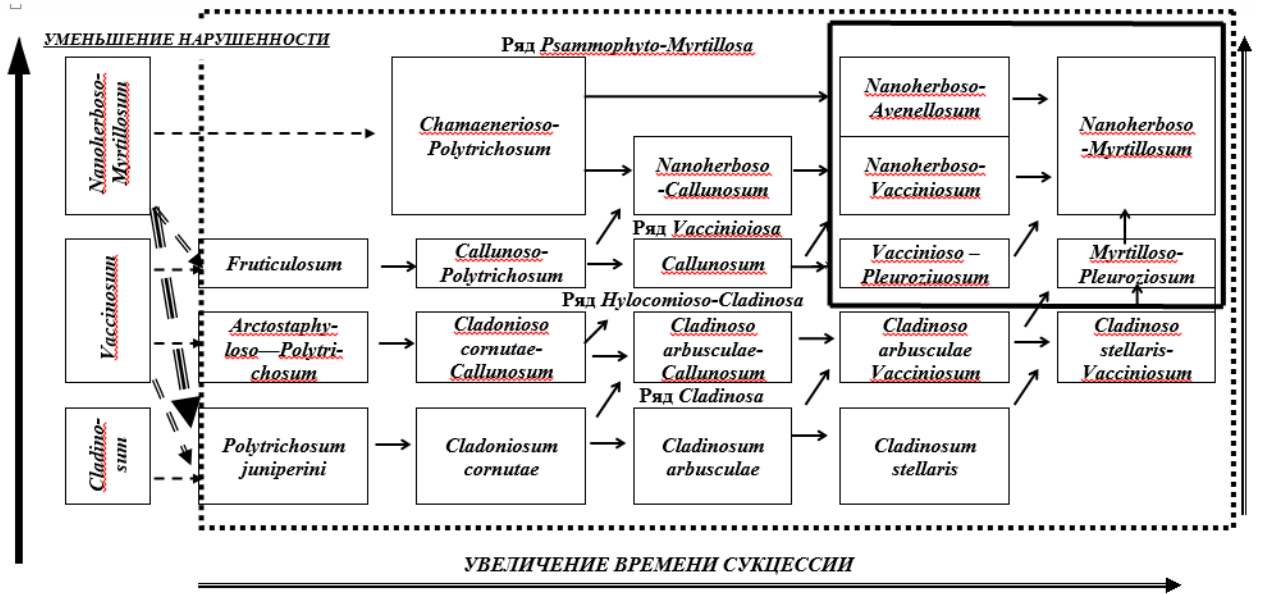 УМЕНЬШЕНИЕ НАРУШЕННОСТИ
Ряд Psammophyto-Myrtillosa
Nanoherboso-
Myrtillosum
Chamaenerioso-
Polytrichosum
Nanoherboso-
Avenellosum
Nanoherboso
-Myrtillosum
Nanoherboso
-Callunosum
Nanoherboso-
Vacciniosum
Ряд Vaccinioiosa
Vaccinosum
Fruticulosum
Callunoso-
Polytrichosum
Callunosum
Vaccinioso –
Pleuroziuosum
Myrtilloso-
Pleuroziosum
Ряд Hylocomioso-Cladinosa
Arctostaphy-
loso—Polytri-
chosum
Cladonioso
cornutae-
Callunosum
Cladinoso
arbusculae-
Callunosum
Cladinoso
arbusculae
Vacciniosum
Cladinoso
stellaris-
Vacciniosum
Ряд Cladinosa
Cladino-
sum
Polytrichosum
juniperini
Cladoniosum
cornutae
Cladinosum
arbusculae
Cladinosum
stellaris
УВЕЛИЧЕНИЕ ВРЕМЕНИ СУКЦЕССИИ